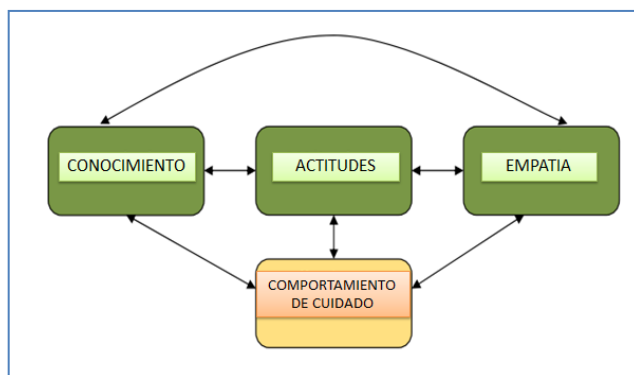 CONOCIMIENTO
ACTITUDES
EMPATIA
COMPORTAMIENTO
DE CUIDADO